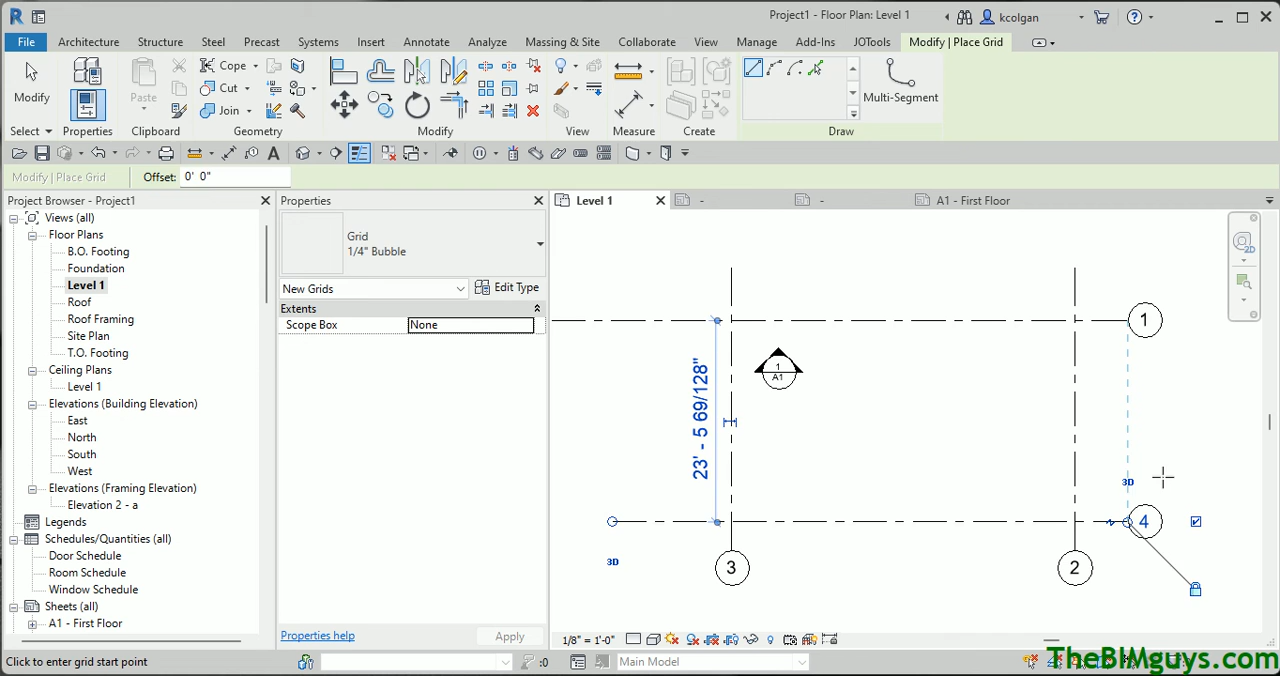 Project1 - Floor Plan: Level 1
kcolgan
File Architecture Structure Steel Precast Systems Insert Annotate Analyze Massing & Site Collaborate View Manage Add-Ins JOTools Modify | Place Grid
Modify
Paste
Cope
Cut
Join
Multi-Segment
Select Properties Clipboard Geometry Modify View Measure Create Draw
Modify | Place Grid Offset: 0' 0"
Project Browser - Project1
Views (all)
Floor Plans
B.O. Footing
Foundation
Level 1
Roof
Roof Framing
Site Plan
T.O. Footing
Ceiling Plans
Level 1
Elevations (Building Elevation)
East
North
South
West
Elevations (Framing Elevation)
Elevation 2 - a
Legends
Schedules/Quantities (all)
Door Schedule
Room Schedule
Window Schedule
Sheets (all)
A1 - First Floor
Properties
Grid
1/4" Bubble
New Grids Edit Type
Extents
Scope Box None
Properties help Apply
Level 1 - - A1 - First Floor
2D
1
1
A1
23' - 5 69/128"
3D
4
3D
3
2
1/8" = 1'-0"
Click to enter grid start point :0 Main Model
TheBIMguys.com